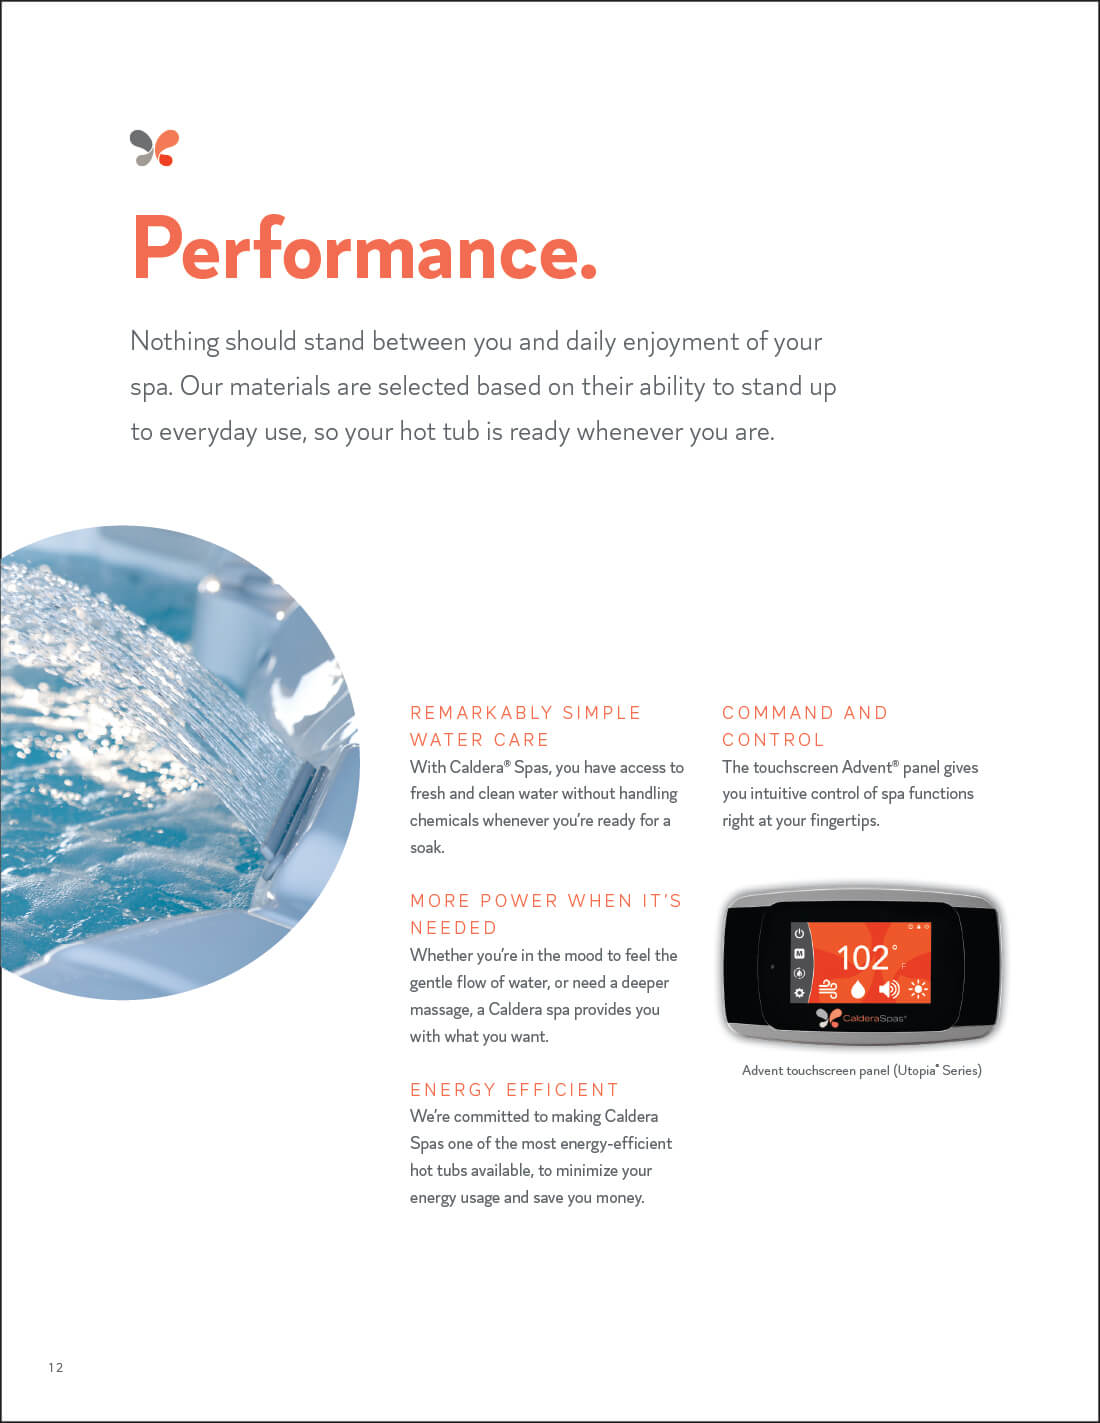 Performance.
Nothing should stand between you and daily enjoyment of your
spa. Our materials are selected based on their ability to stand up
to everyday use, so your hot tub is ready whenever you are.
REMARKABLY SIMPLE
WATER CARE
With Caldera® Spas, you have access to
fresh and clean water without handling
chemicals whenever you’re ready for a
soak.
MORE POWER WHEN IT’S
NEEDED
Whether you’re in the mood to feel the
gentle flow of water, or need a deeper
massage, a Caldera spa provides you
with what you want.
ENERGY EFFICIENT
We’re committed to making Caldera
Spas one of the most energy-efficient
hot tubs available, to minimize your
energy usage and save you money.
COMMAND AND
CONTROL
The touchscreen Advent® panel gives
you intuitive control of spa functions
right at your fingertips.
M
102°
F
CalderaSpas
Advent touchscreen panel (Utopia® Series)
12